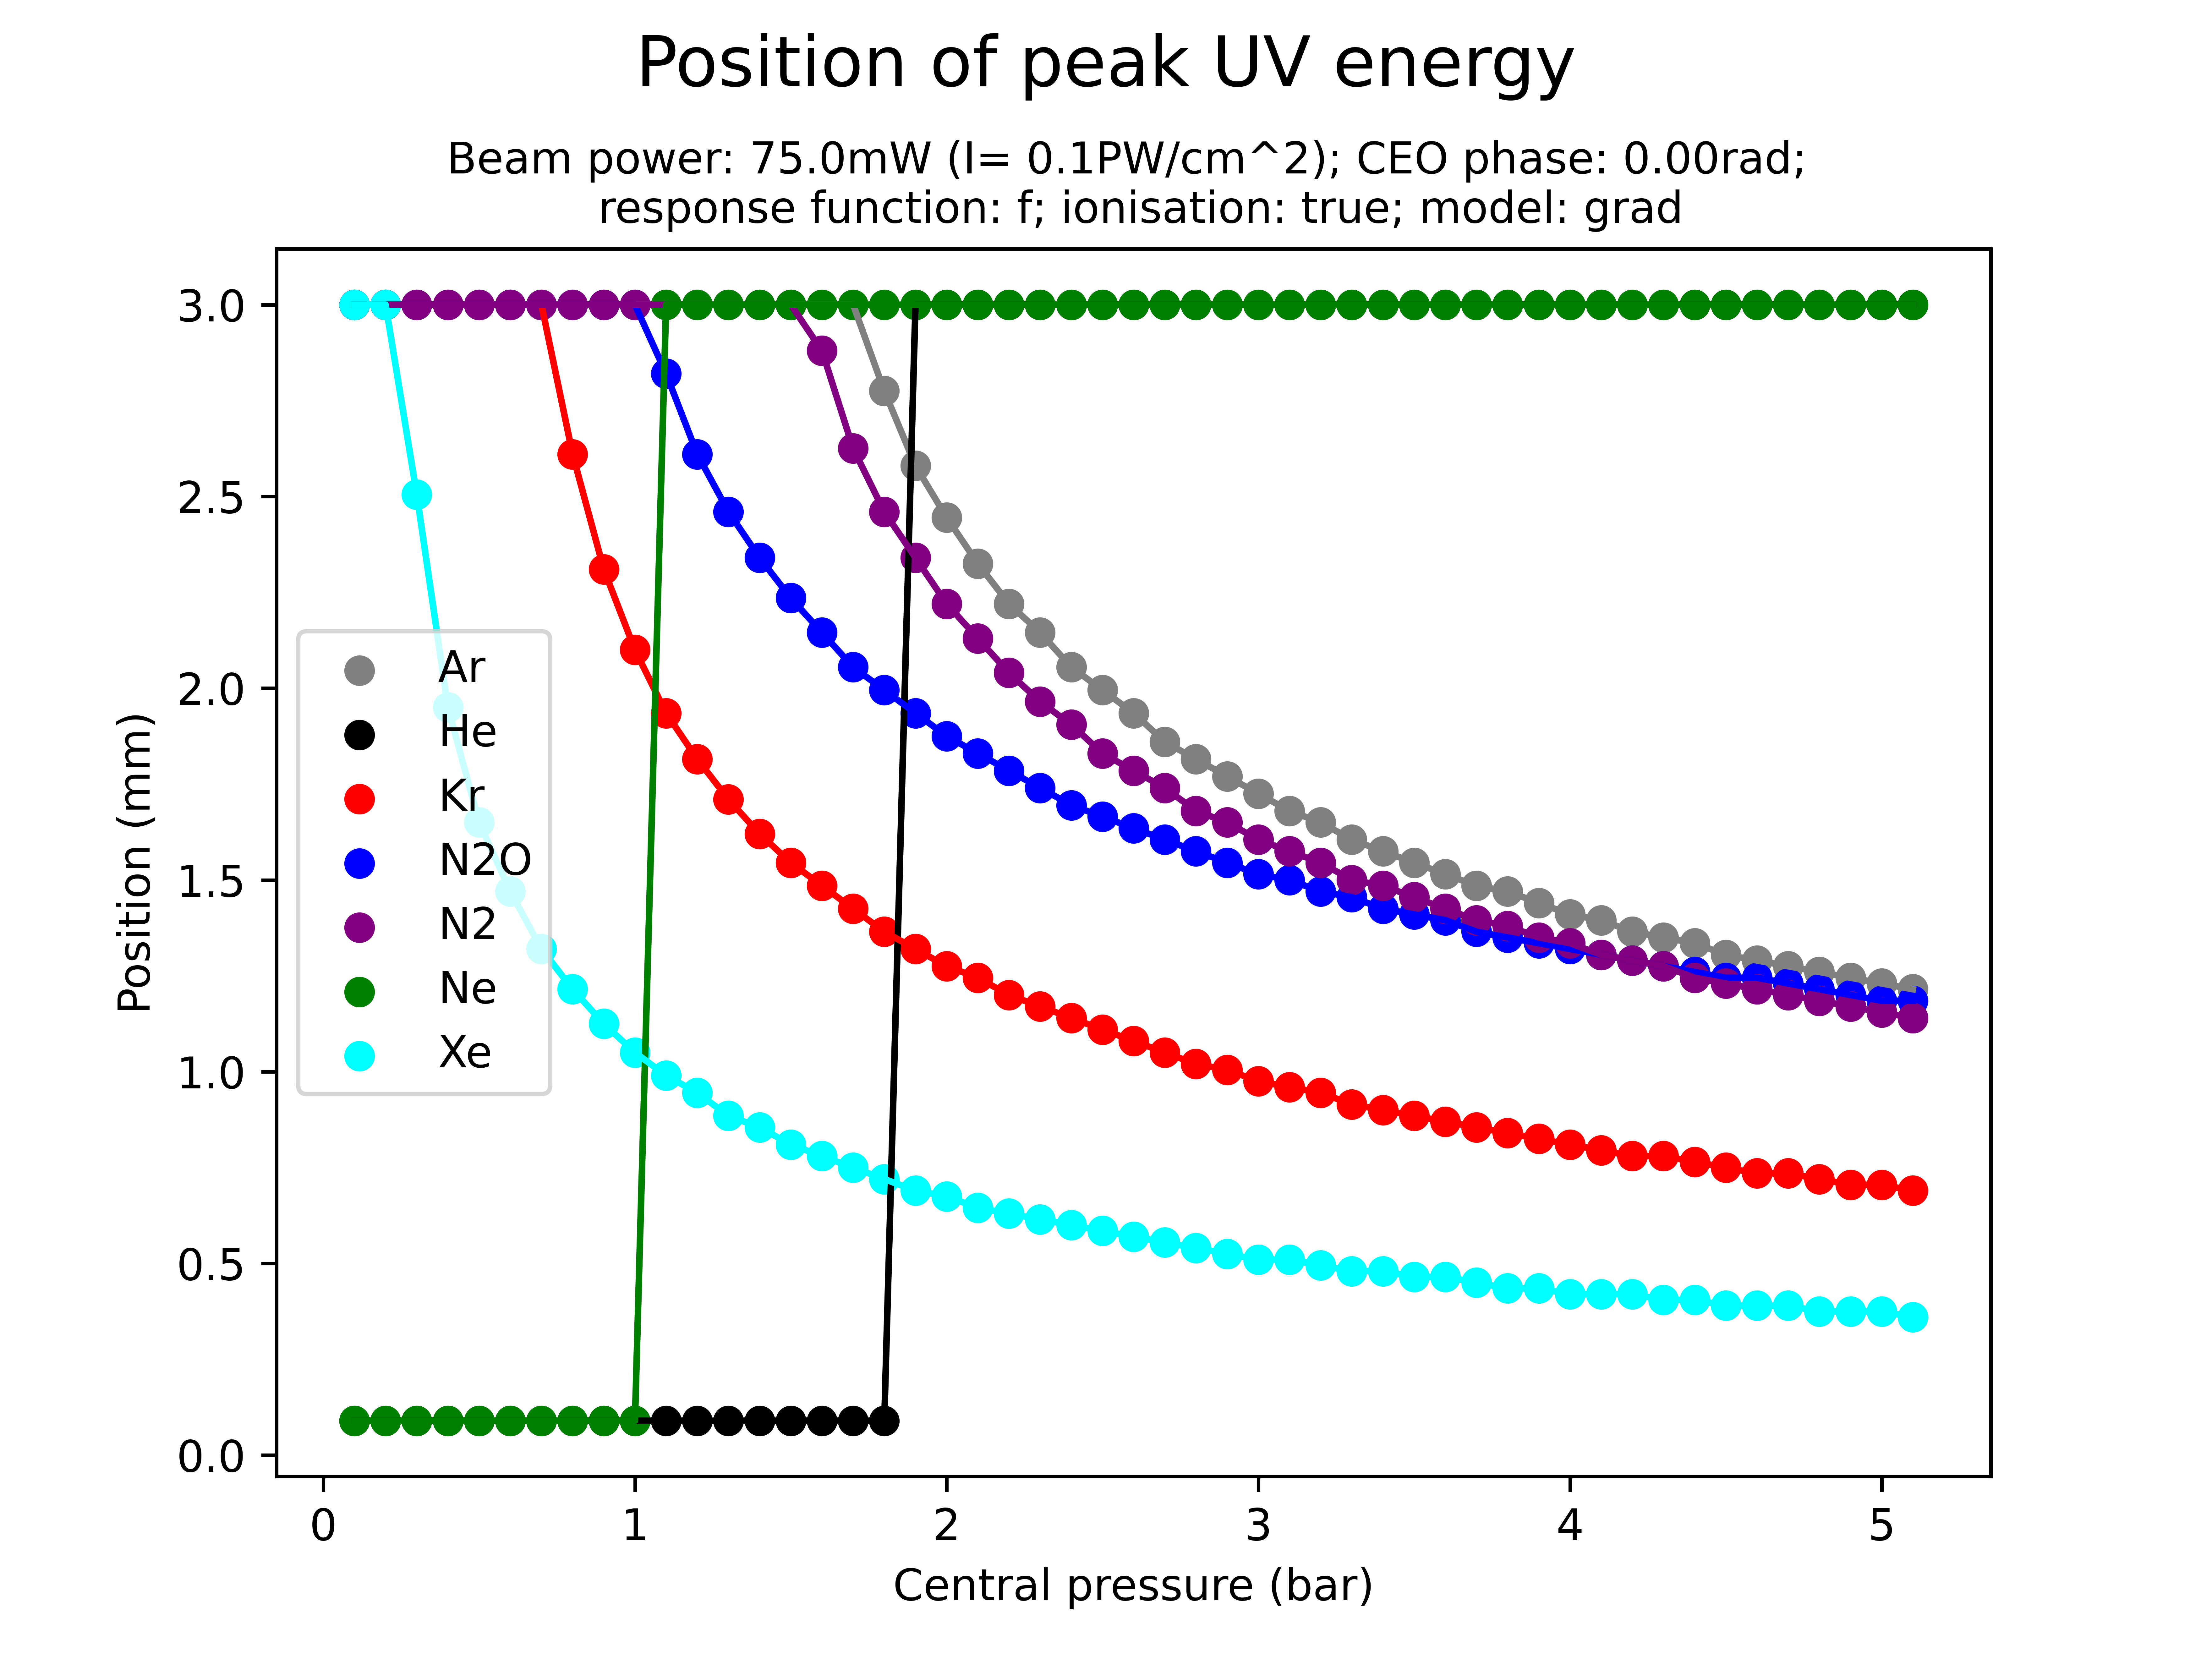 Position of peak UV energy
Beam power: 75.0mW (I= 0.1PW/cm^2); CEO phase: 0.00rad;
response function: f; ionisation: true; model: grad
3.0
2.5
2.0
1.5
1.0
0.5
0.0
Position (mm)
Ar
He
Kr
N2O
N2
Ne
Xe
0 1 2 3 4 5
Central pressure (bar)